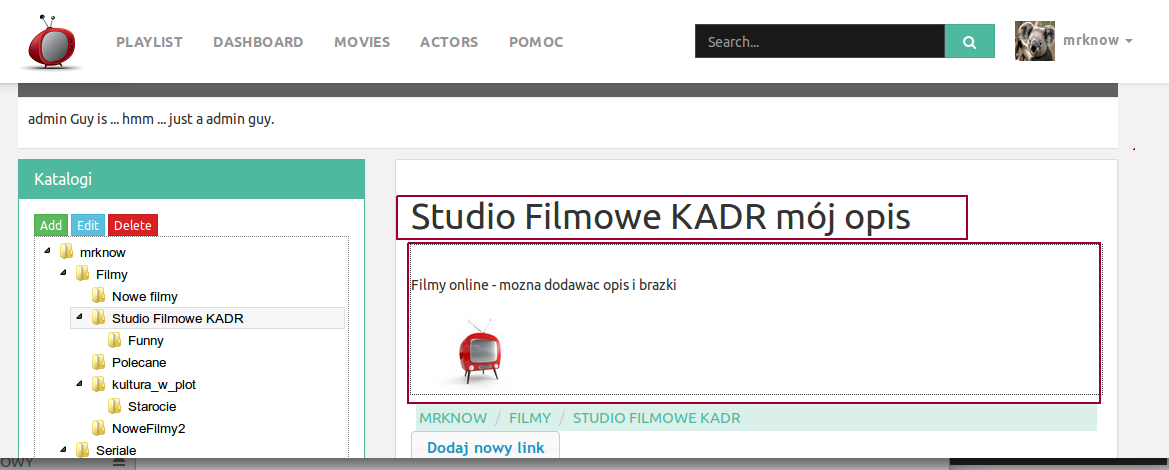 PLAYLIST DASHBOARD MOVIES ACTORS POMOC Search... mrknow
admin Guy is ... hmm ... just a admin guy.
Katalogi
Add Edit Delete
mrknow
Filmy
Nowe filmy
Studio Filmowe KADR
Funny
Polecane
kultura_w_plot
Starocie
NoweFilmy2
Seriale
Studio Filmowe KADR mój opis
Filmy online - mozna dodawac opis i brazki
MRKNOW / FILMY / STUDIO FILMOWE KADR
Dodaj nowy link